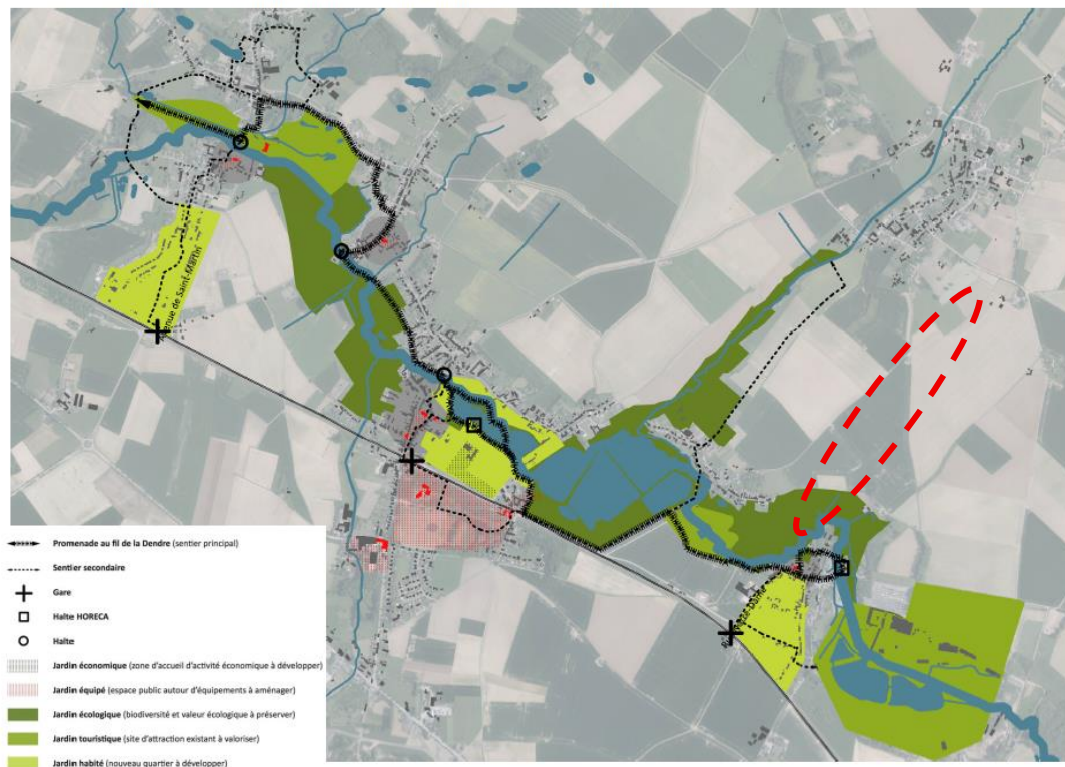 Avenue de Saint-Martin
Promenade au fil de la Dendre (sentier principal)
Sentier secondaire
Gare
Halte HORECA
Halte
Jardin économique (zone d'accueil d'activité économique à développer)
Jardin équipé (espace public autour d'équipements à aménager)
Jardin écologique (biodiversité et valeur écologique à préserver)
Jardin touristique (site d'attraction existant à valoriser)
Jardin habité (nouveau quartier à développer)